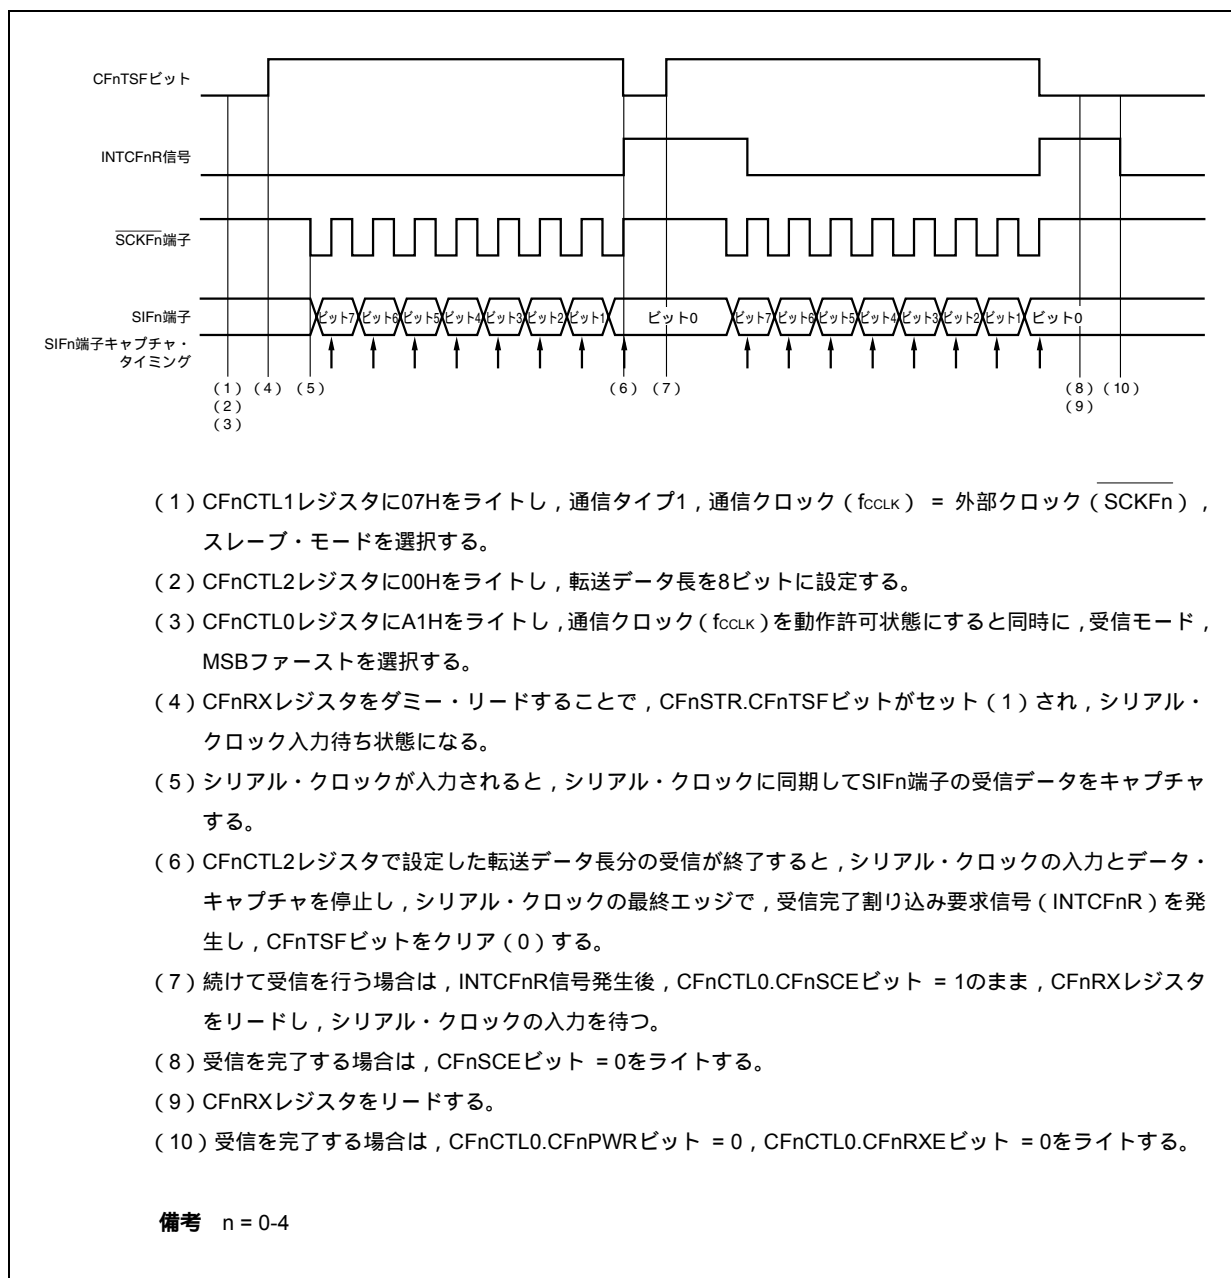 CFnTSFビット
INTCFnR信号
SCKFn端子
SIFn端子
ビット7 ビット6 ビット5 ビット4 ビット3 ビット2 ビット1 ビット0 ビット7 ビット6 ビット5 ビット4 ビット3 ビット2 ビット1 ビット0
SIFn端子キャプチャ・
タイミング
(1) (4) (5) (6) (7) (8) (10)
(2) (9)
(3)
(1)CFnCTL1レジスタに07Hをライトし,通信タイプ1,通信クロック(fCCLK) = 外部クロック(SCKFn),
スレーブ・モードを選択する。
(2)CFnCTL2レジスタに00Hをライトし,転送データ長を8ビットに設定する。
(3)CFnCTL0レジスタにA1Hをライトし,通信クロック(fCCLK)を動作許可状態にすると同時に,受信モード,
MSBファーストを選択する。
(4)CFnRXレジスタをダミー・リードすることで,CFnSTR.CFnTSFビットがセット(1)され,シリアル・
クロック入力待ち状態になる。
(5)シリアル・クロックが入力されると,シリアル・クロックに同期してSIFn端子の受信データをキャプチャ
する。
(6)CFnCTL2レジスタで設定した転送データ長分の受信が終了すると,シリアル・クロックの入力とデータ・
キャプチャを停止し,シリアル・クロックの最終エッジで,受信完了割り込み要求信号(INTCFnR)を発
生し,CFnTSFビットをクリア(0)する。
(7)続けて受信を行う場合は,INTCFnR信号発生後,CFnCTL0.CFnSCEビット = 1のまま,CFnRXレジスタ
をリードし,シリアル・クロックの入力を待つ。
(8)受信を完了する場合は,CFnSCEビット = 0をライトする。
(9)CFnRXレジスタをリードする。
(10)受信を完了する場合は,CFnCTL0.CFnPWRビット = 0,CFnCTL0.CFnRXEビット = 0をライトする。
備考 n = 0-4